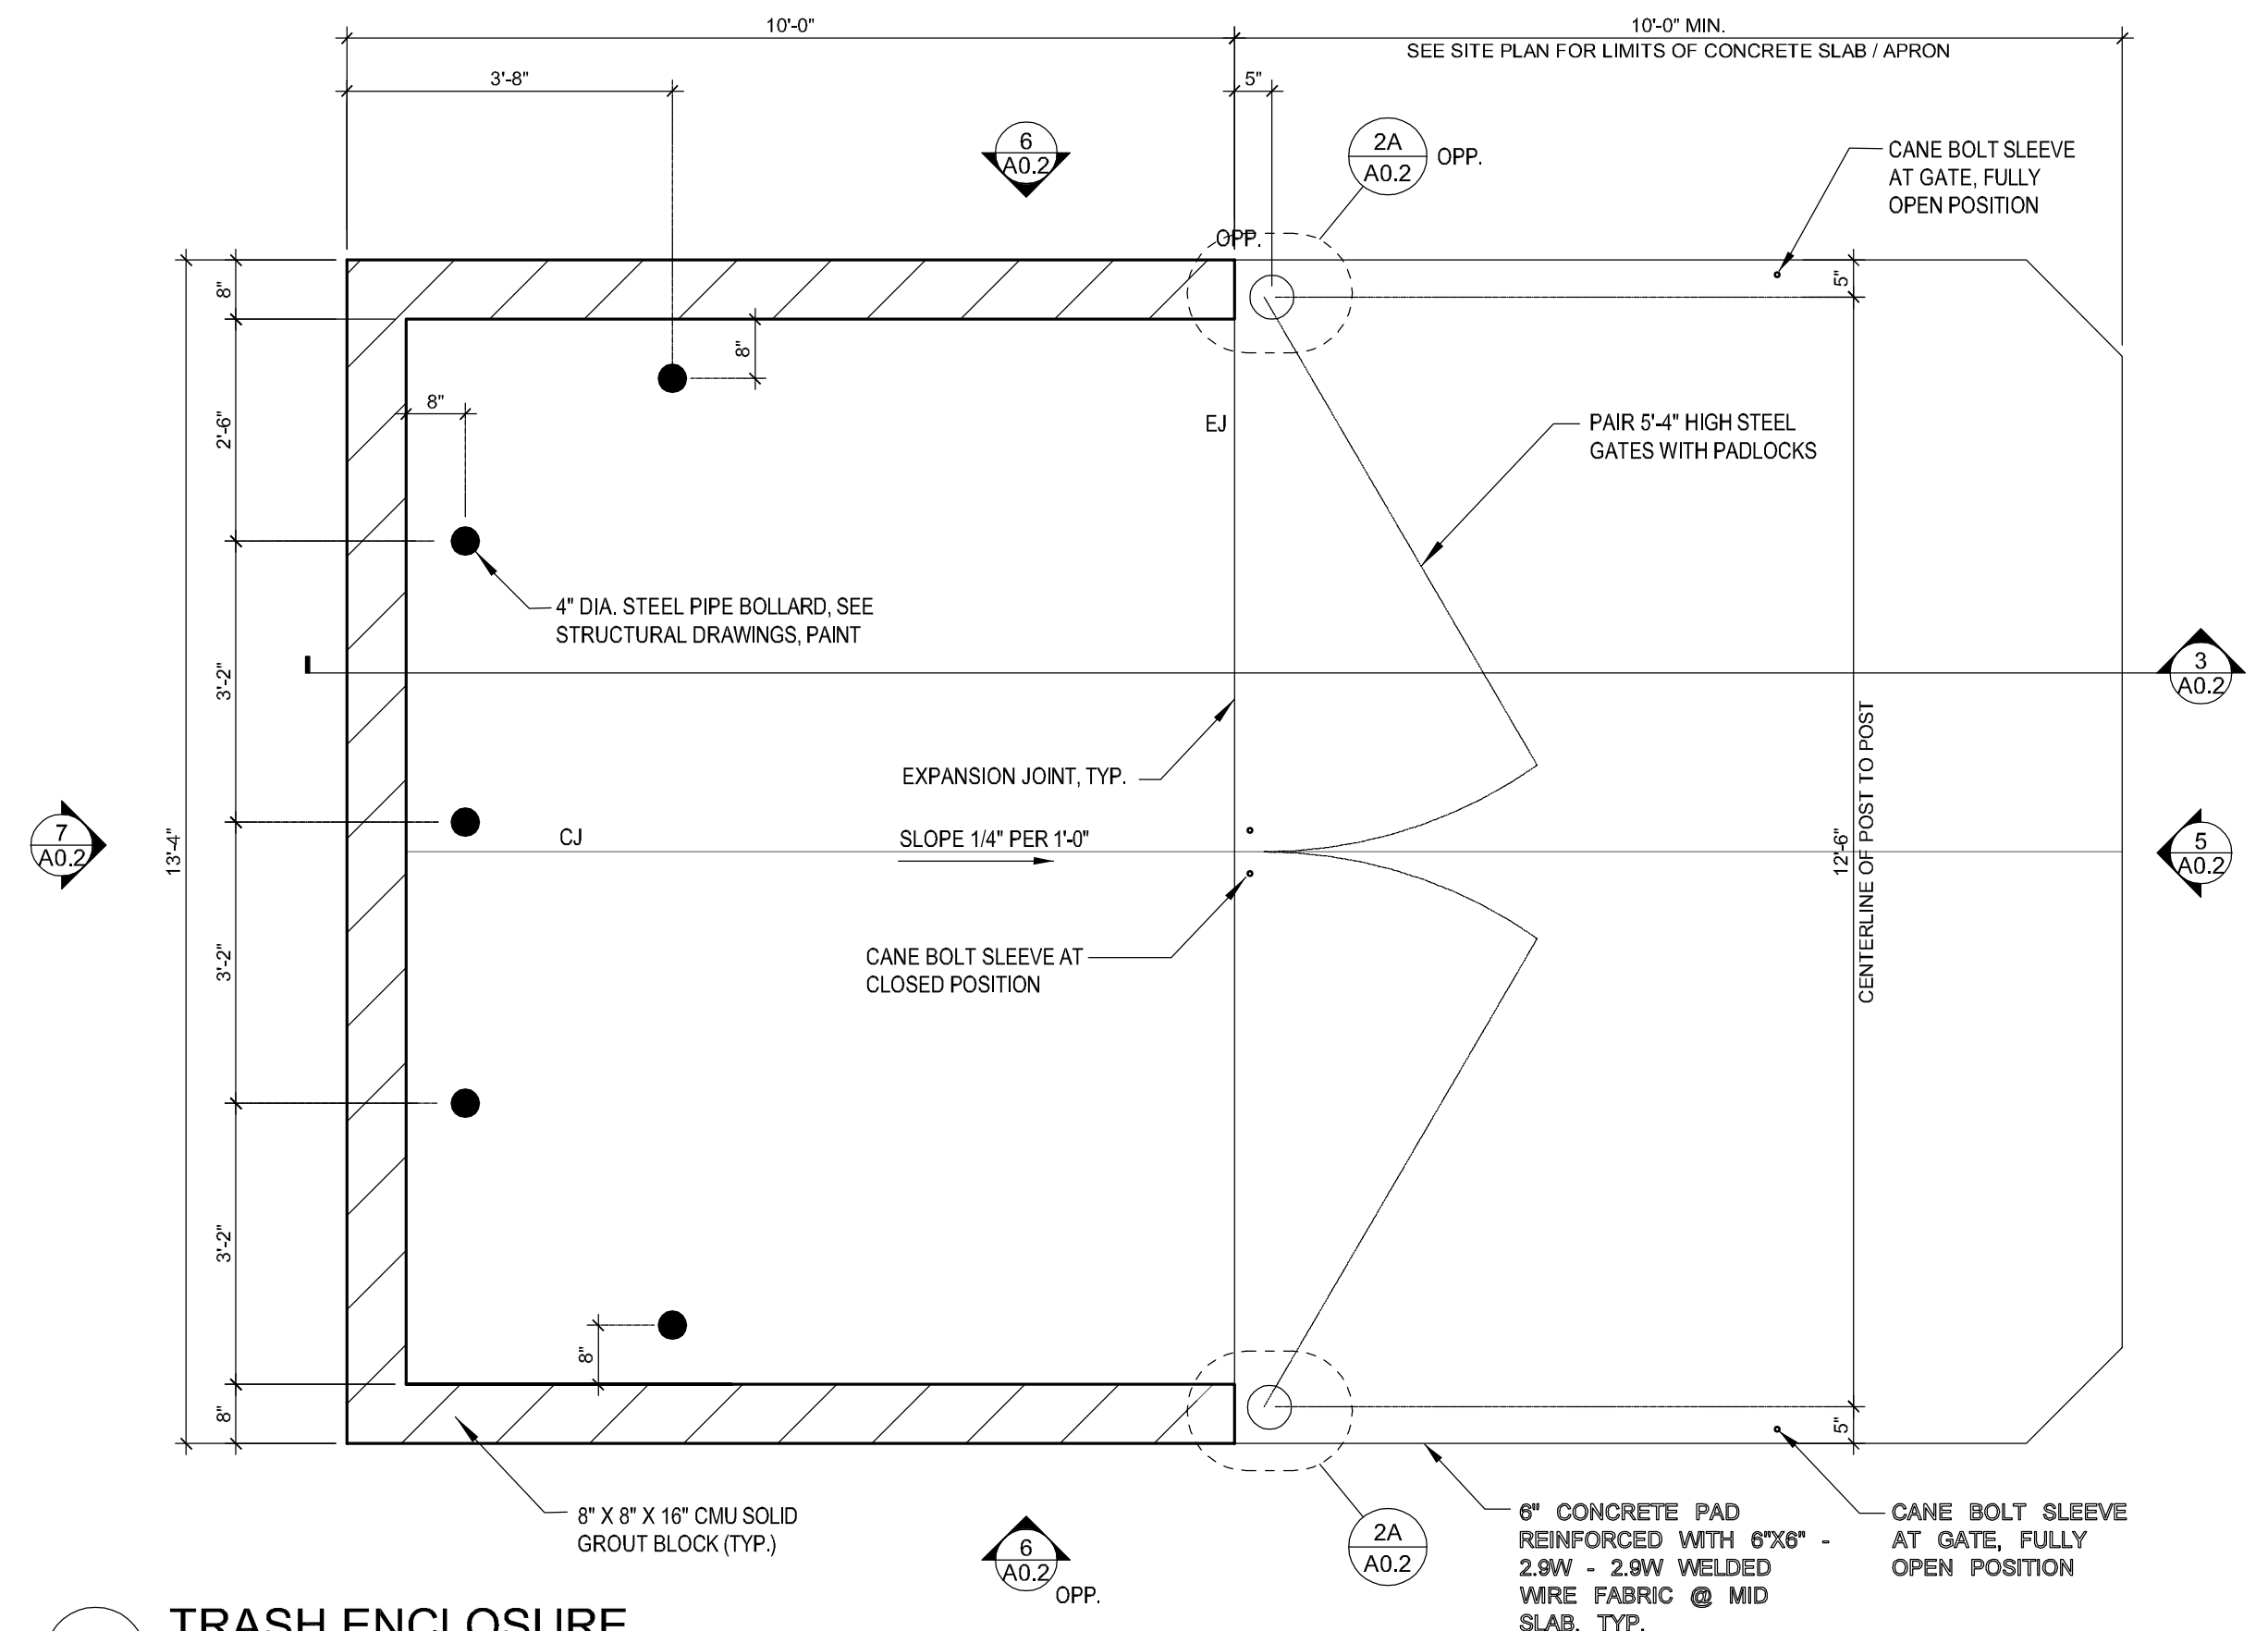 10'-0"
10'-0" MIN.
SEE SITE PLAN FOR LIMITS OF CONCRETE SLAB / APRON
3'-8"
5"
6
A0.2
2A
A0.2
OPP.
CANE BOLT SLEEVE
AT GATE, FULLY
OPEN POSITION
OPP.
8"
8"
5"
2'-6"
8"
EJ
PAIR 5'-4" HIGH STEEL
GATES WITH PADLOCKS
4" DIA. STEEL PIPE BOLLARD, SEE
STRUCTURAL DRAWINGS, PAINT
3'-2"
3
A0.2
EXPANSION JOINT, TYP.
7
A0.2
13'-4"
CJ
SLOPE 1/4" PER 1'-0"
12'-6"
CENTERLINE OF POST TO POST
5
A0.2
3'-2"
CANE BOLT SLEEVE AT
CLOSED POSITION
3'-2"
8"
8"
5"
8" X 8" X 16" CMU SOLID
GROUT BLOCK (TYP.)
6
A0.2
OPP.
2A
A0.2
6" CONCRETE PAD
REINFORCED WITH 6"X6" -
2.9W - 2.9W WELDED
WIRE FABRIC @ MID
SLAB, TYP.
CANE BOLT SLEEVE
AT GATE, FULLY
OPEN POSITION
TRASH ENCLOSURE